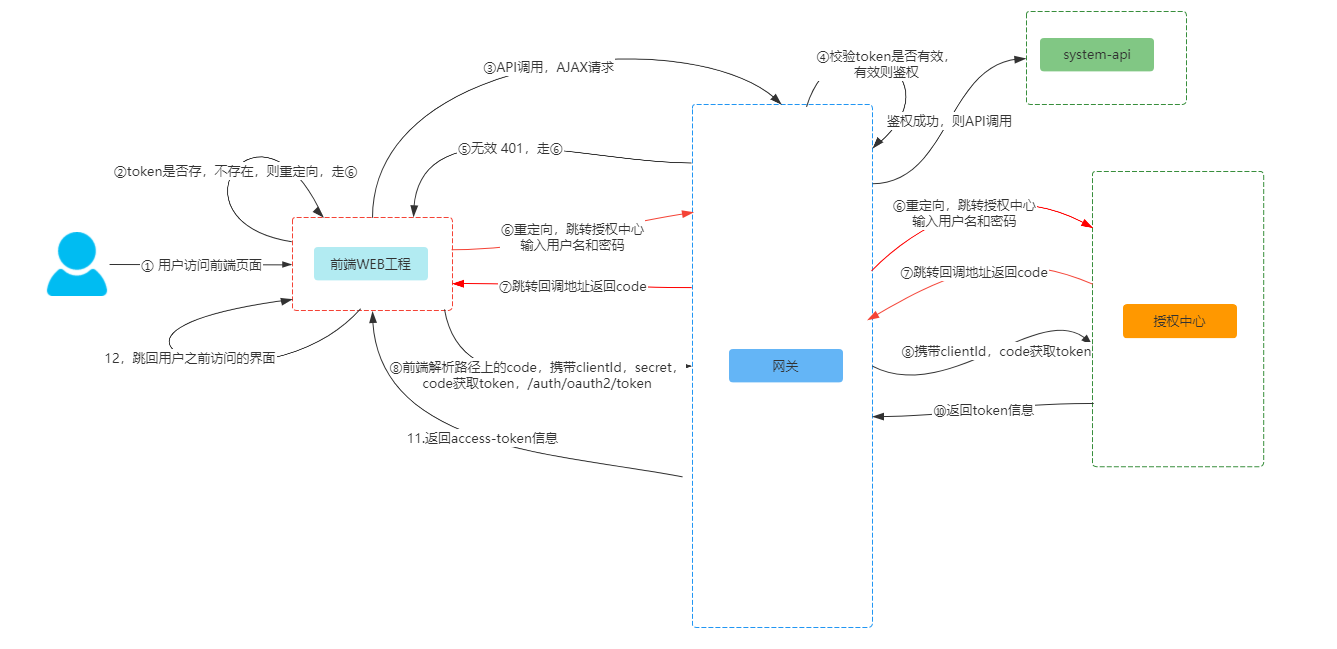 system-api
④校验token是否有效，
有效则鉴权
③API调用，AJAX请求
鉴权成功，则API调用
⑤无效 401，走⑥
②token是否存，不存在，则重定向，走⑥
⑥重定向，跳转授权中心
输入用户名和密码
⑥重定向，跳转授权中心
输入用户名和密码
① 用户访问前端页面
前端WEB工程
⑦跳转回调地址返回code
⑦跳转回调地址返回code
授权中心
12，跳回用户之前访问的界面
⑧前端解析路径上的code，携带clientId，secret，
code获取token，/auth/oauth2/token
网关
⑧携带clientId，code获取token
⑩返回token信息
11.返回access-token信息